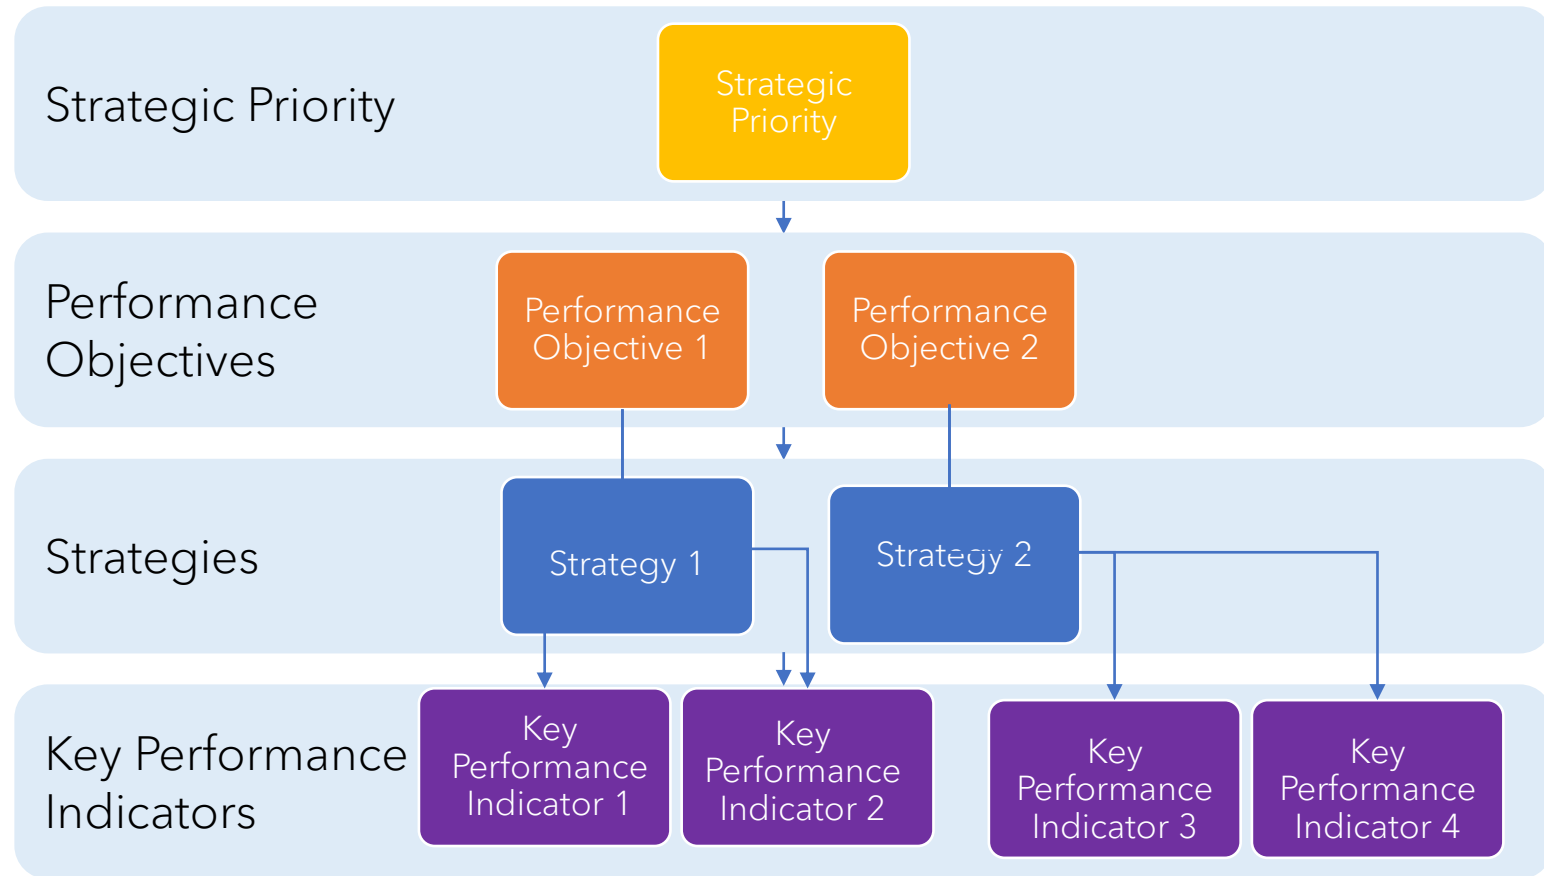 Strategic Priority
Strategic
Priority
Performance
Objectives
Performance
Objective 1
Performance
Objective 2
Strategies
Strategy 1
Strategy 2
Key Performance
Indicators
Key
Performance
Indicator 1
Key
Performance
Indicator 2
Key
Performance
Indicator 3
Key
Performance
Indicator 4